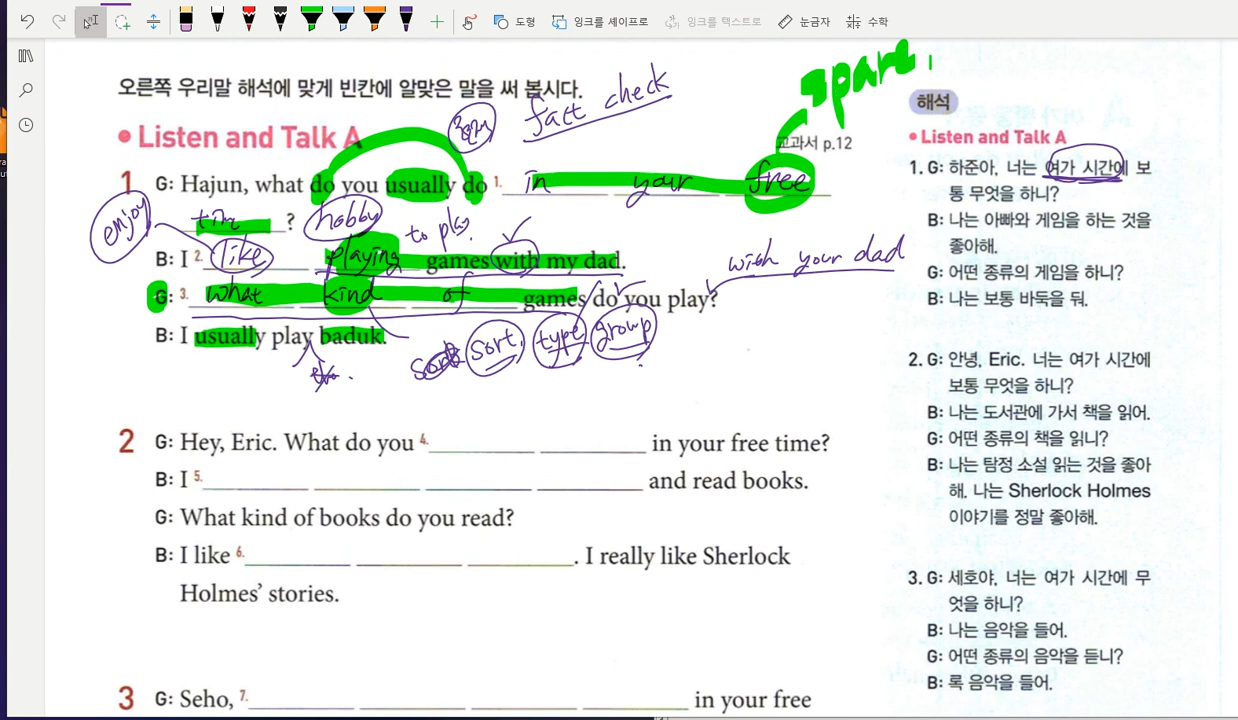 도형 잉크를 셰이프로 잉크를 텍스트로 눈금자 수학
오른쪽 우리말 해석에 맞게 빈칸에 알맞은 말을 써 봅시다.
fact check
spare
• Listen and Talk A
교과서 p.12
1 G: Hajun, what do you usually do 1. in your free
tim ?
hobby
enjoy
B: I 2. like playing games with my dad.
to play
with your dad
G: 3. what kind of games do you play?
B: I usually play baduk.
sort, type group
2 G: Hey, Eric. What do you 4. in your free time?
B: I 5. and read books.
G: What kind of books do you read?
B: I like 6. . I really like Sherlock
Holmes' stories.
3 G: Seho, 7. in your free
해석
• Listen and Talk A
1. G: 하준아, 너는 여가 시간에 보
통 무엇을 하니?
B: 나는 아빠와 게임을 하는 것을
좋아해.
G: 어떤 종류의 게임을 하니?
B: 나는 보통 바둑을 둬.
2. G: 안녕, Eric. 너는 여가 시간에
보통 무엇을 하니?
B: 나는 도서관에 가서 책을 읽어.
G: 어떤 종류의 책을 읽니?
B: 나는 탐정 소설 읽는 것을 좋아
해. 나는 Sherlock Holmes
이야기를 정말 좋아해.
3. G: 세호야, 너는 여가 시간에 무
엇을 하니?
B: 나는 음악을 들어.
G: 어떤 종류의 음악을 듣니?
B: 록 음악을 들어.